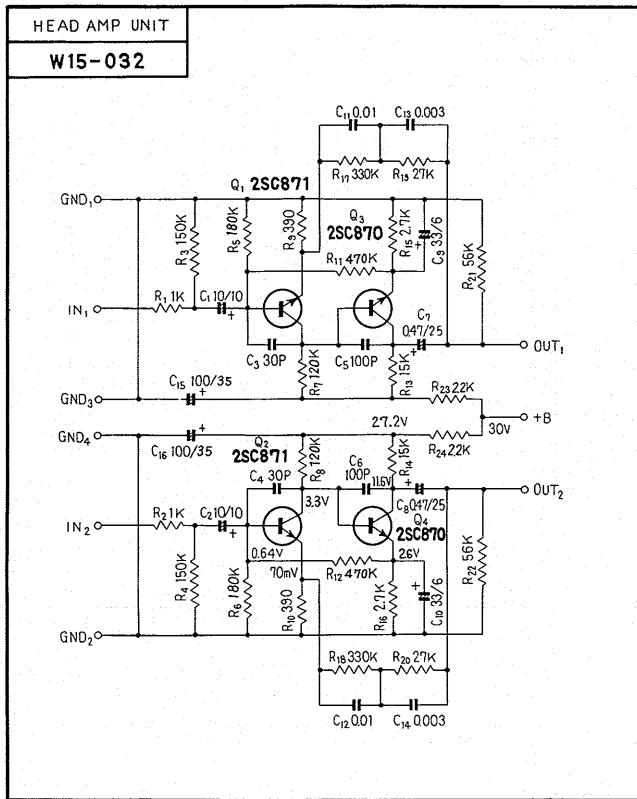 HEAD AMP UNIT
W15-032
C11 0.01
C13 0.003
R17 330K
R19 27K
Q1 2SC871
GND1
R3 150K
R5 180K
R9 390
Q3
2SC870
R15 2.7K
C9 33/6
R11 470K
R21 56K
IN1
R1 1K
C1 10/10
+
+
C7
0.47/25
+
C3 30P
C5 100P
OUT1
R7 120K
R13 15K
C15 100/35
+
R23 2.2K
GND3
+B
27.2V
30V
GND4
+
R24 2.2K
C16 100/35
Q2
2SC871
R8 120K
C6
100P
R14 15K
11.6V
C4 30P
+
OUT2
3.3V
C8 0.47/25
Q4
2SC870
IN2
R2 1K
C2 10/10
+
0.64V
2.6V
R22 56K
R4 150K
R6 180K
70mV
R12 470K
R10 390
R16 2.7K
+
C10 33/6
GND2
R18 330K
R20 27K
C12 0.01
C14 0.003